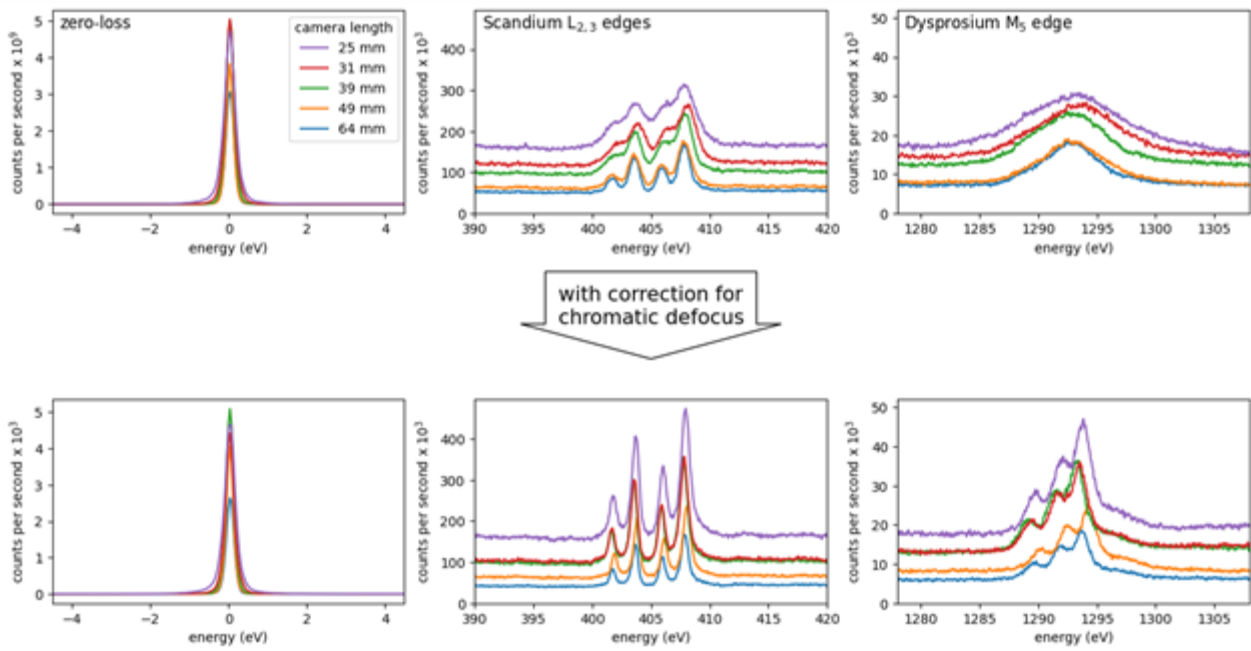 zero-loss
camera length
25 mm
31 mm
39 mm
49 mm
64 mm
counts per second x 10⁹
5
4
3
2
1
0
−4 −2 0 2 4
energy (eV)
Scandium L₂,₃ edges
counts per second x 10³
400
300
200
100
0
390 395 400 405 410 415 420
energy (eV)
Dysprosium M₅ edge
counts per second x 10³
50
40
30
20
10
0
1280 1285 1290 1295 1300 1305
energy (eV)
with correction for
chromatic defocus
counts per second x 10³
5
4
3
2
1
0
−4 −2 0 2 4
energy (eV)
counts per second x 10³
400
300
200
100
0
390 395 400 405 410 415 420
energy (eV)
counts per second x 10³
50
40
30
20
10
0
1280 1285 1290 1295 1300 1305
energy (eV)